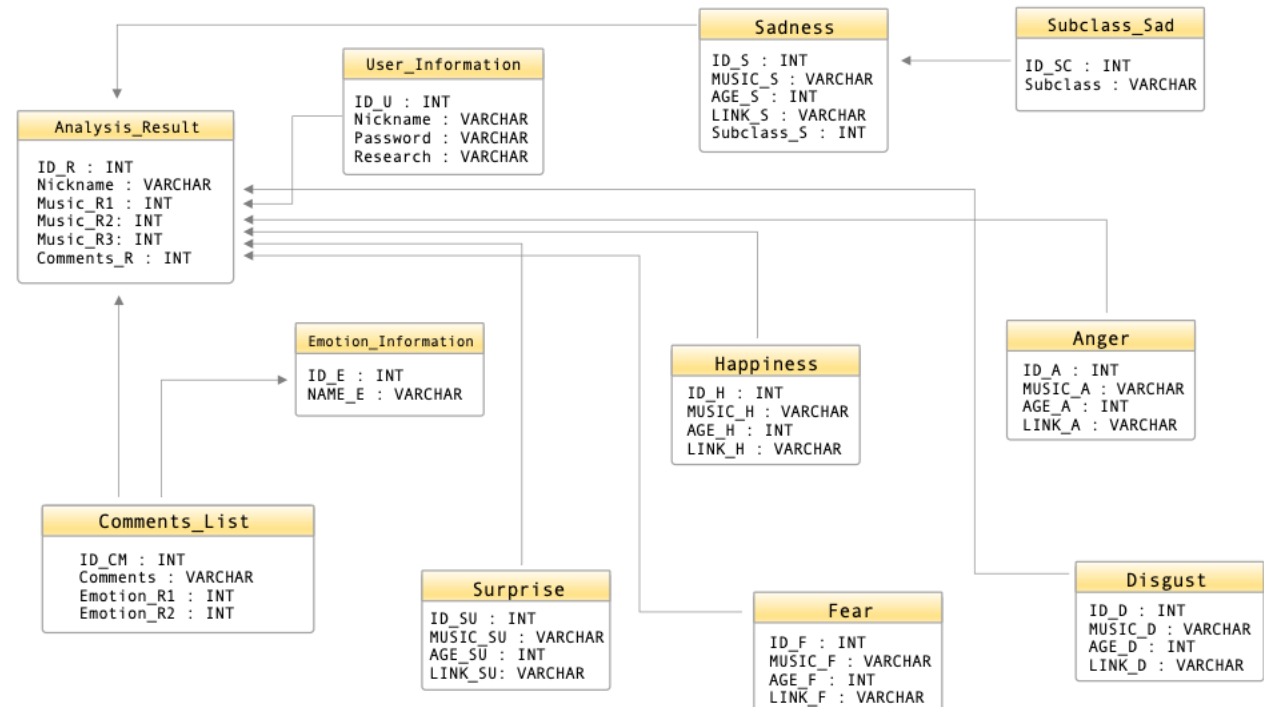 Sadness
ID_S : INT
MUSIC_S : VARCHAR
AGE_S : INT
LINK_S : VARCHAR
Subclass_S : INT
Subclass_Sad
ID_SC : INT
Subclass : VARCHAR
User_Information
ID_U : INT
Nickname : VARCHAR
Password : VARCHAR
Research : VARCHAR
Analysis_Result
ID_R : INT
Nickname : VARCHAR
Music_R1 : INT
Music_R2: INT
Music_R3: INT
Comments_R : INT
Emotion_Information
ID_E : INT
NAME_E : VARCHAR
Happiness
ID_H : INT
MUSIC_H : VARCHAR
AGE_H : INT
LINK_H : VARCHAR
Anger
ID_A : INT
MUSIC_A : VARCHAR
AGE_A : INT
LINK_A : VARCHAR
Comments_List
ID_CM : INT
Comments : VARCHAR
Emotion_R1 : INT
Emotion_R2 : INT
Surprise
ID_SU : INT
MUSIC_SU : VARCHAR
AGE_SU : INT
LINK_SU: VARCHAR
Fear
ID_F : INT
MUSIC_F : VARCHAR
AGE_F : INT
LINK_F : VARCHAR
Disgust
ID_D : INT
MUSIC_D : VARCHAR
AGE_D : INT
LINK_D : VARCHAR